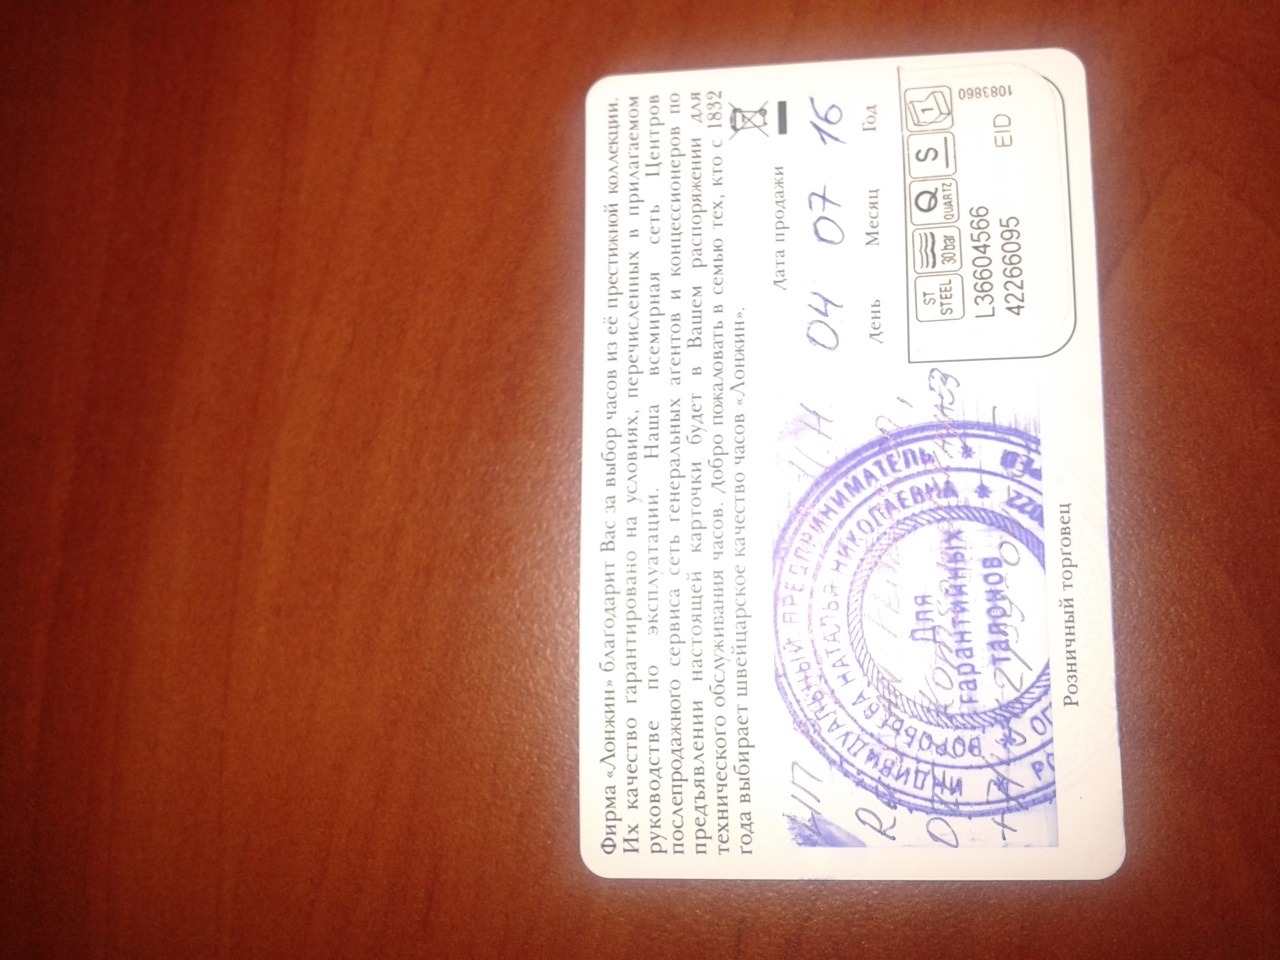 Фирма «Лонжин» благодарит Вас за выбор часов из её престижной коллекции.
Их качество гарантировано на условиях, перечисленных в прилагаемом
руководстве по эксплуатации. Наша всемирная сеть Центров
послепродажного сервиса сеть генеральных агентов и концессионеров по
предъявлении настоящей карточки будет в Вашем распоряжении для
технического обслуживания часов. Добро пожаловать в семью тех, кто с 1832
года выбирает швейцарское качество часов «Лонжин».
Дата продажи
04 07 16
День Месяц Год
ИП
ИНДИВИДУАЛЬНЫЙ ПРЕДПРИНИМАТЕЛЬ
ВОРОБЬЕВА НАТАЛЬЯ НИКОЛАЕВНА
Для
гарантийных
талонов
ST STEEL
30bar
Q QUARTZ
S
1
1083860
L36604566
42266095
EID
Розничный торговец